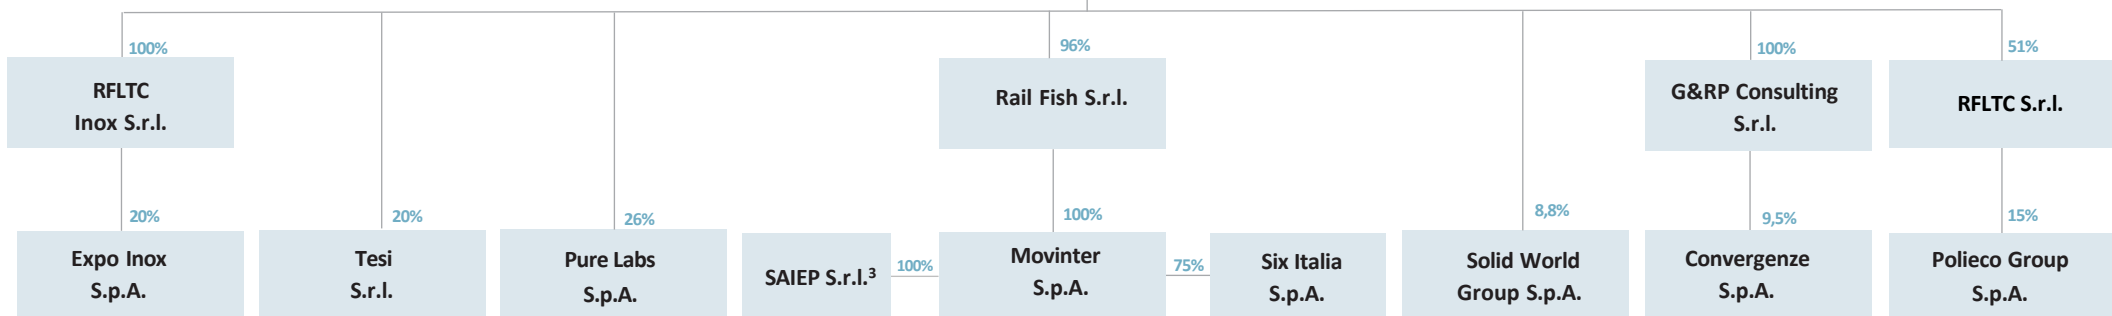 100%
96%
100%
51%
RFLTC
Inox S.r.l.
Rail Fish S.r.l.
G&RP Consulting
S.r.l.
RFLTC S.r.l.
20%
20%
26%
100%
8,8%
9,5%
15%
Expo Inox
S.p.A.
Tesi
S.r.l.
Pure Labs
S.p.A.
SAIEP S.r.l.³
100%
Movinter
S.p.A.
75%
Six Italia
S.p.A.
Solid World
Group S.p.A.
Convergenze
S.p.A.
Polieco Group
S.p.A.